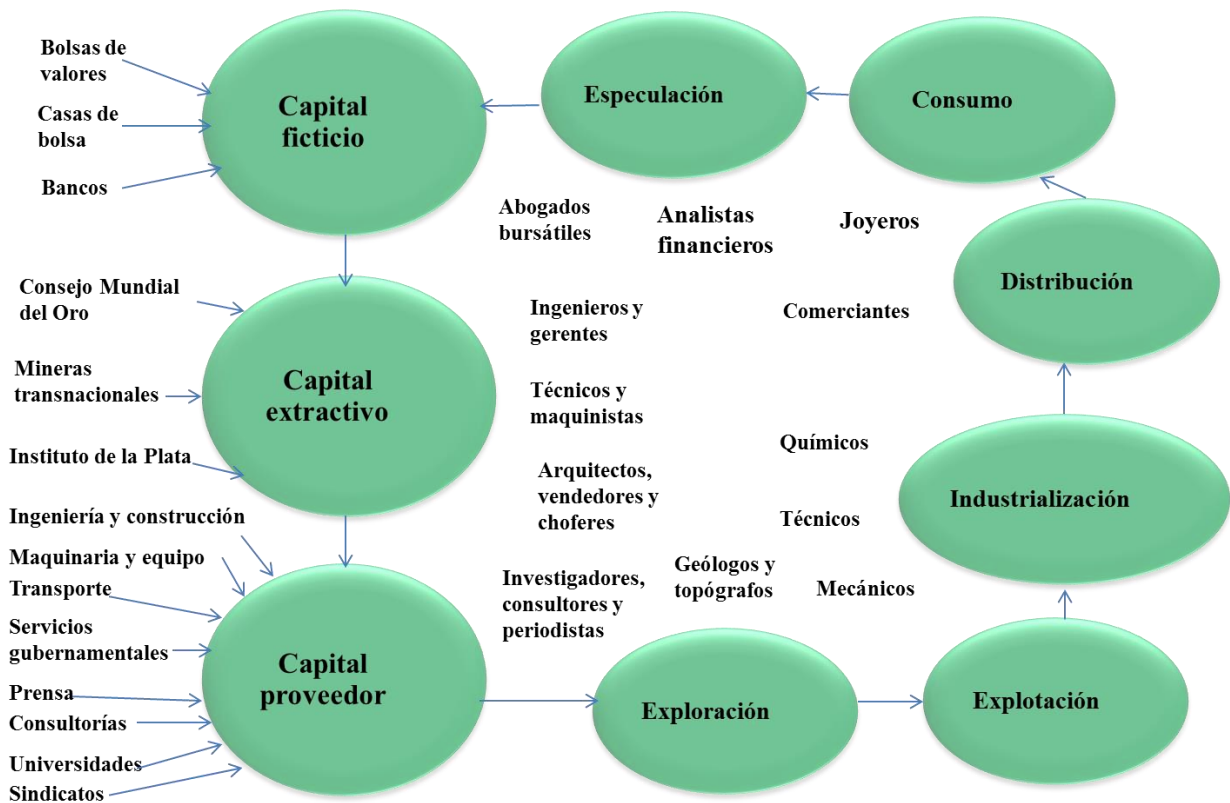 Bolsas de
valores
Casas de
bolsa
Bancos
Capital
ficticio
Especulación
Consumo
Abogados
bursátiles
Analistas
financieros
Joyeros
Distribución
Consejo Mundial
del Oro
Mineras
transnacionales
Instituto de la Plata
Capital
extractivo
Ingenieros y
gerentes
Comerciantes
Técnicos y
maquinistas
Químicos
Arquitectos,
vendedores y
choferes
Técnicos
Industrialización
Ingeniería y construcción
Maquinaria y equipo
Transporte
Servicios
gubernamentales
Prensa
Consultorías
Universidades
Sindicatos
Capital
proveedor
Investigadores,
consultores y
periodistas
Geólogos y
topógrafos
Mecánicos
Exploración
Explotación